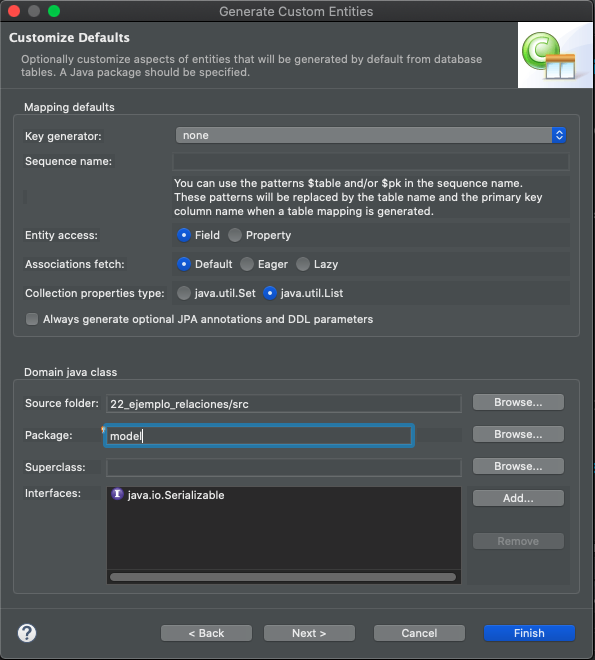 Generate Custom Entities
Customize Defaults
Optionally customize aspects of entities that will be generated by default from database
tables. A Java package should be specified.
C
Mapping defaults
Key generator: none
Sequence name:
You can use the patterns $table and/or $pk in the sequence name.
These patterns will be replaced by the table name and the primary key
column name when a table mapping is generated.
Entity access: Field Property
Associations fetch: Default Eager Lazy
Collection properties type: java.util.Set java.util.List
Always generate optional JPA annotations and DDL parameters
Domain java class
Source folder: 22_ejemplo_relaciones/src Browse...
Package: model Browse...
Superclass: Browse...
Interfaces: I java.io.Serializable Add...
Remove
? < Back Next > Cancel Finish